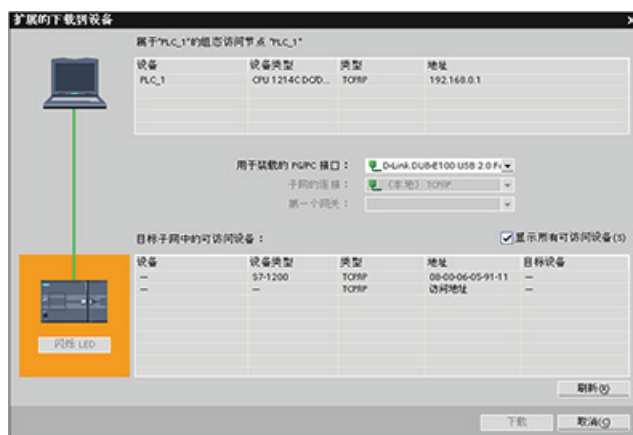 扩展的下载到设备
属于"PLC_1"的组态访问节点 "PLC_1"
设备 设备类型 类型 地址
PLC_1 CPU 1214C DC/D... TCP/IP 192.168.0.1
用于装载的 PG/PC 接口： D-Link DUB-E100 USB 2.0 Fa
子网的连接： （本地） TCP/IP
第一个网关：
目标子网中的可访问设备： 显示所有可访问设备(S)
设备 设备类型 类型 地址 目标设备
— S7-1200 TCP/IP 08-00-06-05-91-11 —
— — TCP/IP 访问地址 —
闪烁 LED
刷新(R)
下载 取消(C)